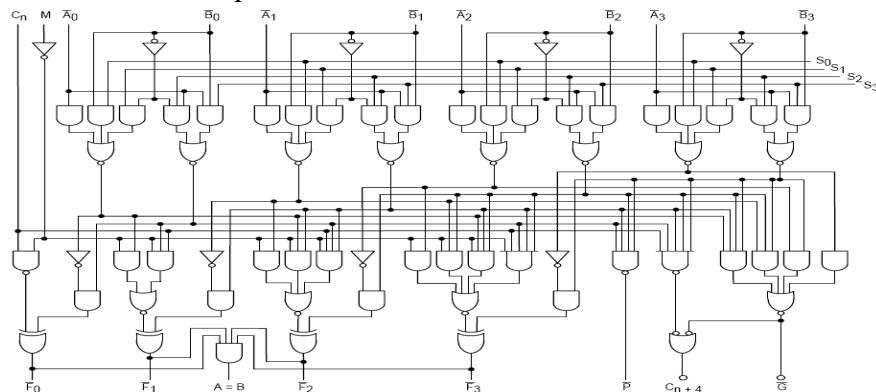 Cn M A̅0 B̅0 A̅1 B̅1 A̅2 B̅2 A̅3 B̅3
S0
S1
S2
S3
F̅0 F̅1 A = B F̅2 F̅3 P̅ Cn + 4 G̅